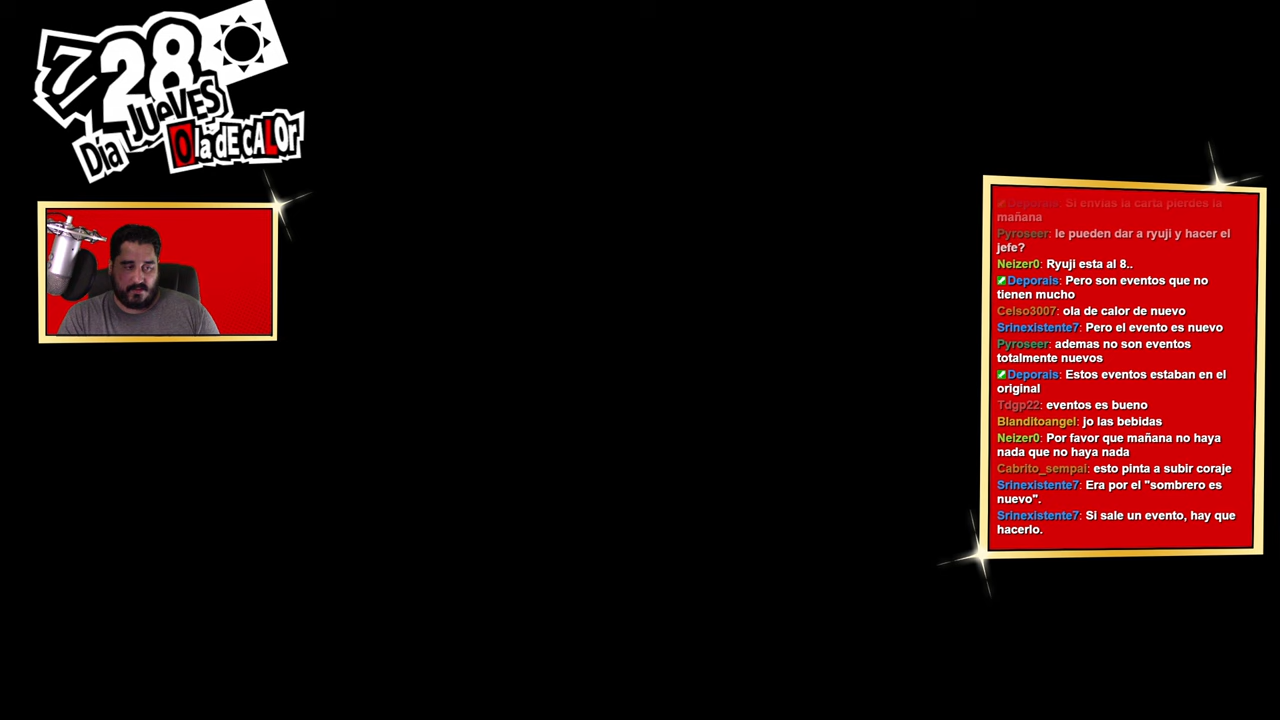 7 28
JUEVES
Día Ola dE CALOr
Deporais: Si envias la carta pierdes la
mañana
Pyroseer: le pueden dar a ryuji y hacer el
jefe?
Neizer0: Ryuji esta al 8..
Deporais: Pero son eventos que no
tienen mucho
Celso3007: ola de calor de nuevo
Srinexistente7: Pero el evento es nuevo
Pyroseer: ademas no son eventos
totalmente nuevos
Deporais: Estos eventos estaban en el
original
Tdgp22: eventos es bueno
Blanditoangel: jo las bebidas
Neizer0: Por favor que mañana no haya
nada que no haya nada
Cabrito_sempai: esto pinta a subir coraje
Srinexistente7: Era por el "sombrero es
nuevo".
Srinexistente7: Si sale un evento, hay que
hacerlo.